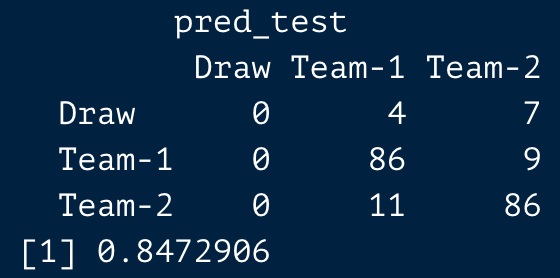 pred_test
Draw Team-1 Team-2
Draw 0 4 7
Team-1 0 86 9
Team-2 0 11 86
[1] 0.8472906